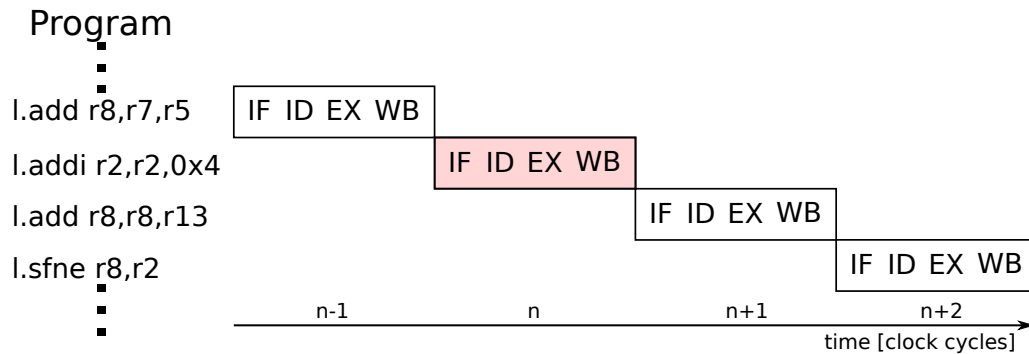 Program
l.add r8,r7,r5
IF ID EX WB
l.addi r2,r2,0x4
IF ID EX WB
l.add r8,r8,r13
IF ID EX WB
l.sfne r8,r2
IF ID EX WB
n-1 n n+1 n+2
time [clock cycles]